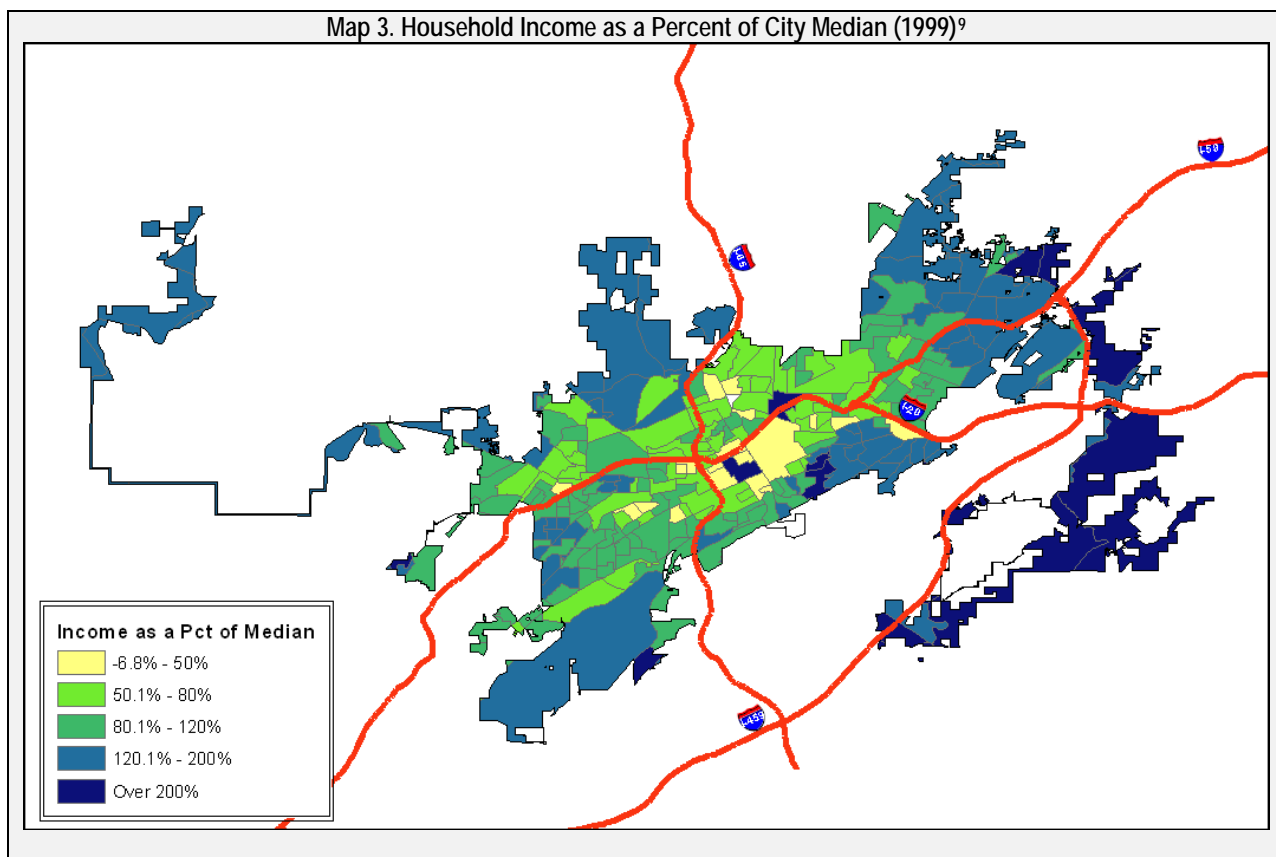 Map 3. Household Income as a Percent of City Median (1999)⁹
I-59
I-65
I-20
I-459
Income as a Pct of Median
-6.8% - 50%
50.1% - 80%
80.1% - 120%
120.1% - 200%
Over 200%